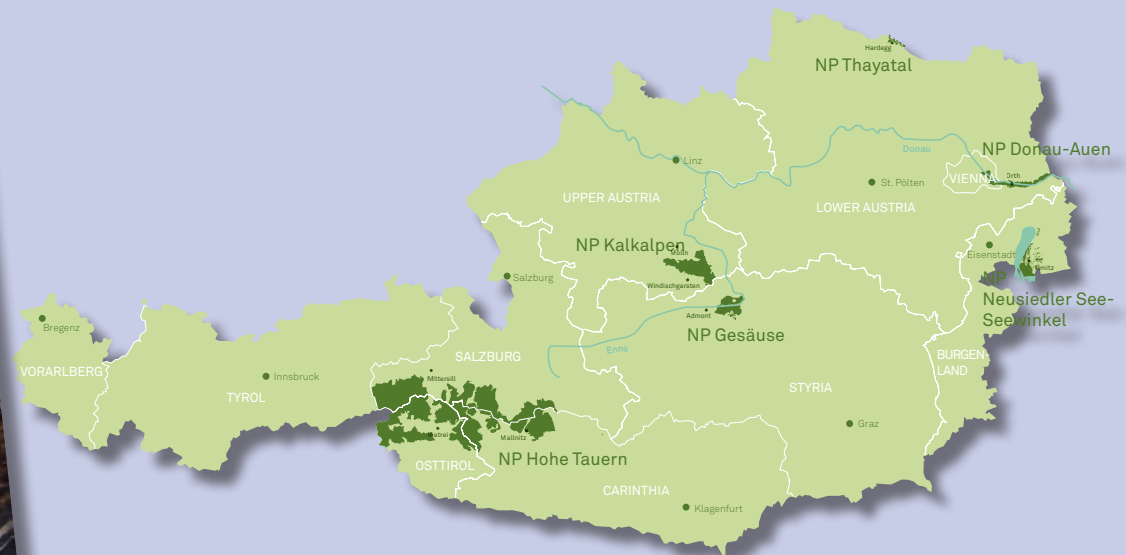 Hardegg
NP Thayatal
Donau
NP Donau-Auen
Linz
St. Pölten
VIENNA
Orth
UPPER AUSTRIA
LOWER AUSTRIA
NP Kalkalpen
Molln
Eisenstadt
Salzburg
Windischgarsten
NP
Neusiedler See-
Seewinkel
Admont
NP Gesäuse
Bregenz
Enns
SALZBURG
BURGEN-
LAND
VORARLBERG
Innsbruck
Mittersill
STYRIA
TYROL
Matrei
Mallnitz
Graz
NP Hohe Tauern
OSTTIROL
CARINTHIA
Klagenfurt